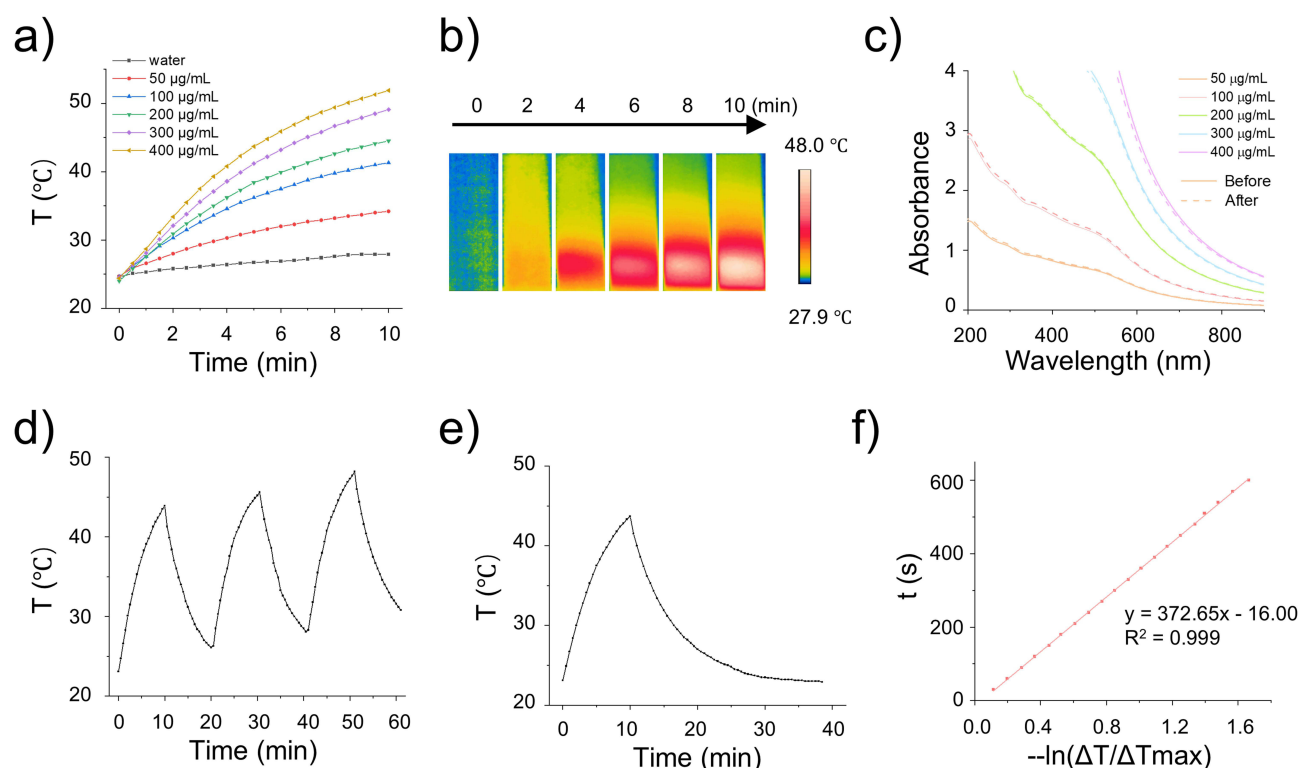 a)
water
50 μg/mL
100 μg/mL
200 μg/mL
300 μg/mL
400 μg/mL
50
40
30
20
T (℃)
0 2 4 6 8 10
Time (min)
b)
0 2 4 6 8 10 (min)
48.0 ℃
27.9 ℃
c)
4
3
2
1
0
Absorbance
50 μg/mL
100 μg/mL
200 μg/mL
300 μg/mL
400 μg/mL
Before
After
200 400 600 800
Wavelength (nm)
d)
50
40
30
20
T (℃)
0 10 20 30 40 50 60
Time (min)
e)
50
40
30
20
T (℃)
0 10 20 30 40
Time (min)
f)
600
400
200
0
t (s)
y = 372.65x - 16.00
R² = 0.999
0.0 0.4 0.8 1.2 1.6
--ln(ΔT/ΔTmax)